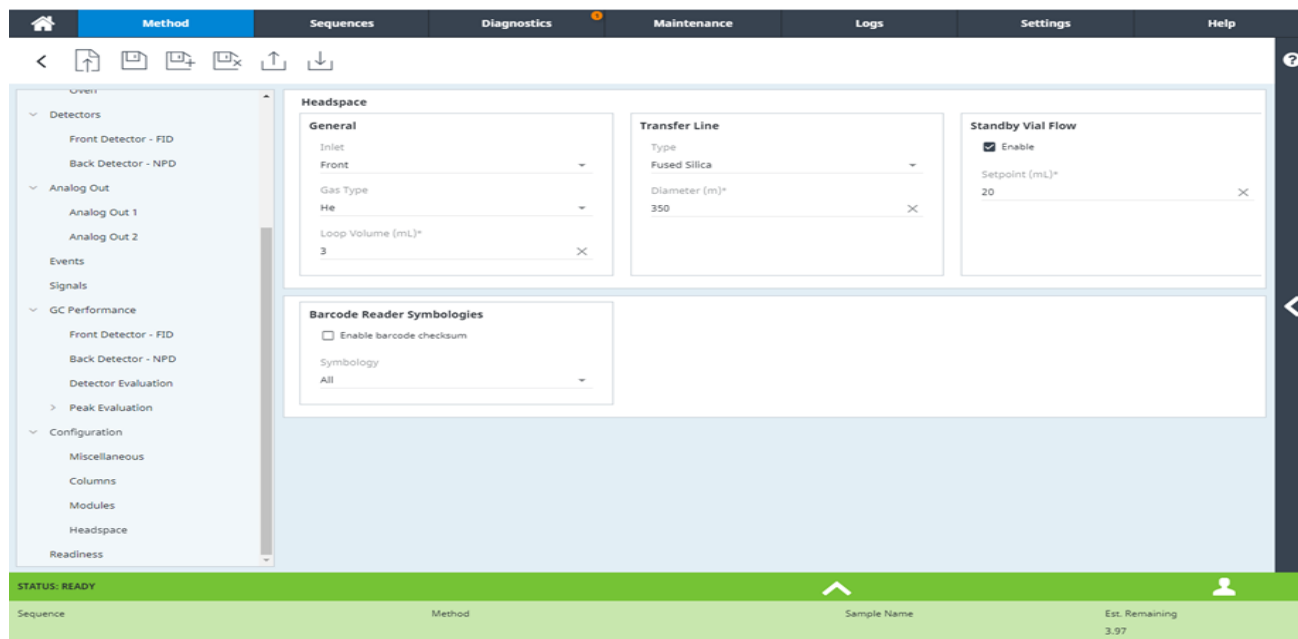 Method Sequences Diagnostics 1 Maintenance Logs Settings Help
?
Oven
Detectors
Front Detector - FID
Back Detector - NPD
Analog Out
Analog Out 1
Analog Out 2
Events
Signals
GC Performance
Front Detector - FID
Back Detector - NPD
Detector Evaluation
Peak Evaluation
Configuration
Miscellaneous
Columns
Modules
Headspace
Readiness
Headspace
General
Inlet
Front
Gas Type
He
Loop Volume (mL)*
3
Transfer Line
Type
Fused Silica
Diameter (m)*
350
Standby Vial Flow
Enable
Setpoint (mL)*
20
Barcode Reader Symbologies
Enable barcode checksum
Symbology
All
STATUS: READY
Sequence Method Sample Name Est. Remaining
3.97